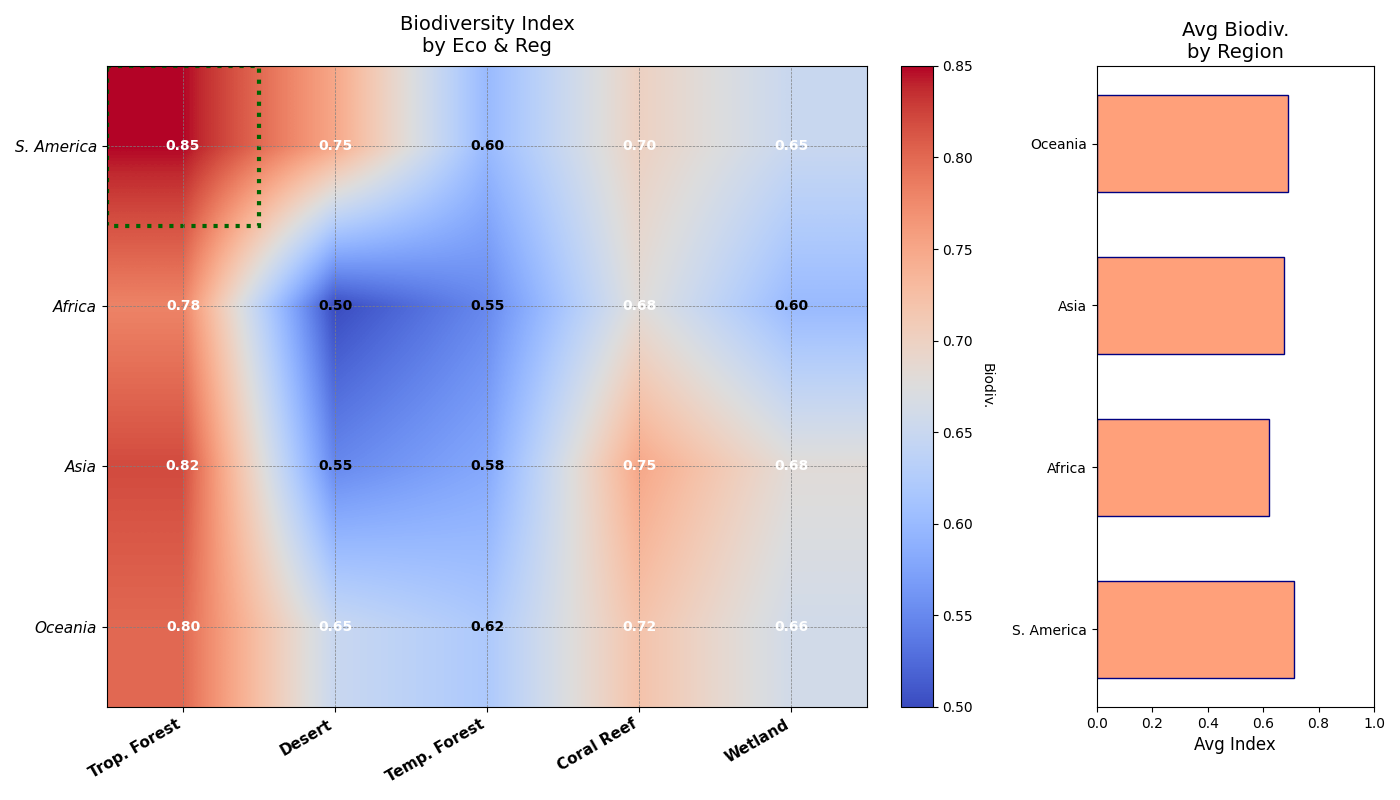 Biodiversity Index
by Eco & Reg
S. America
0.85
0.75
0.60
0.70
0.65
Africa
0.78
0.50
0.55
0.68
0.60
Asia
0.82
0.55
0.58
0.75
0.68
Oceania
0.80
0.65
0.62
0.72
0.66
Trop. Forest
Desert
Temp. Forest
Coral Reef
Wetland
0.85
0.80
0.75
0.70
0.65
0.60
0.55
0.50
Biodiv.
Avg Biodiv.
by Region
Oceania
Asia
Africa
S. America
0.0
0.2
0.4
0.6
0.8
1.0
Avg Index